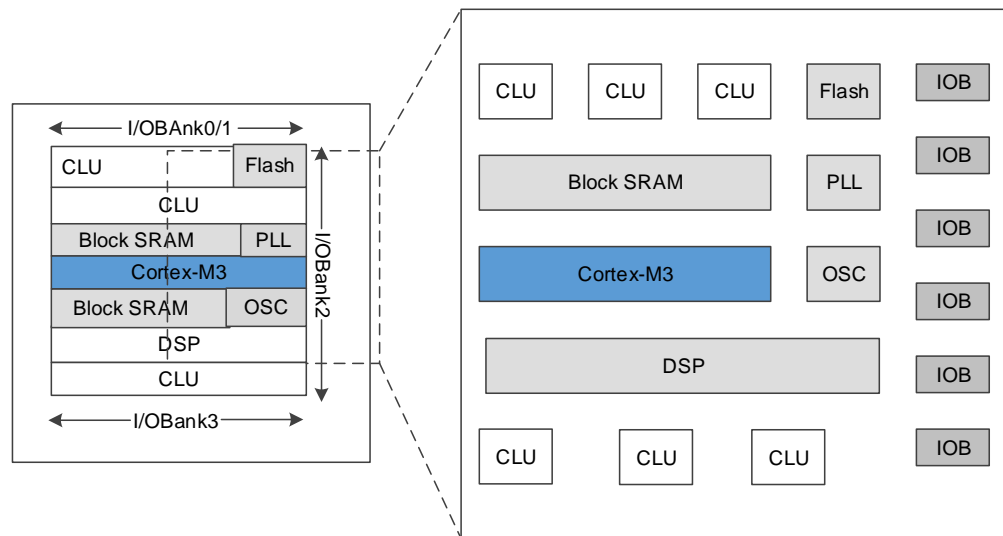 I/OBAnk0/1
CLU
Flash
CLU
Block SRAM
PLL
Cortex-M3
Block SRAM
OSC
DSP
CLU
I/OBank2
I/OBank3
CLU CLU CLU Flash IOB
IOB
Block SRAM PLL
IOB
Cortex-M3 OSC
IOB
DSP IOB
CLU CLU CLU IOB